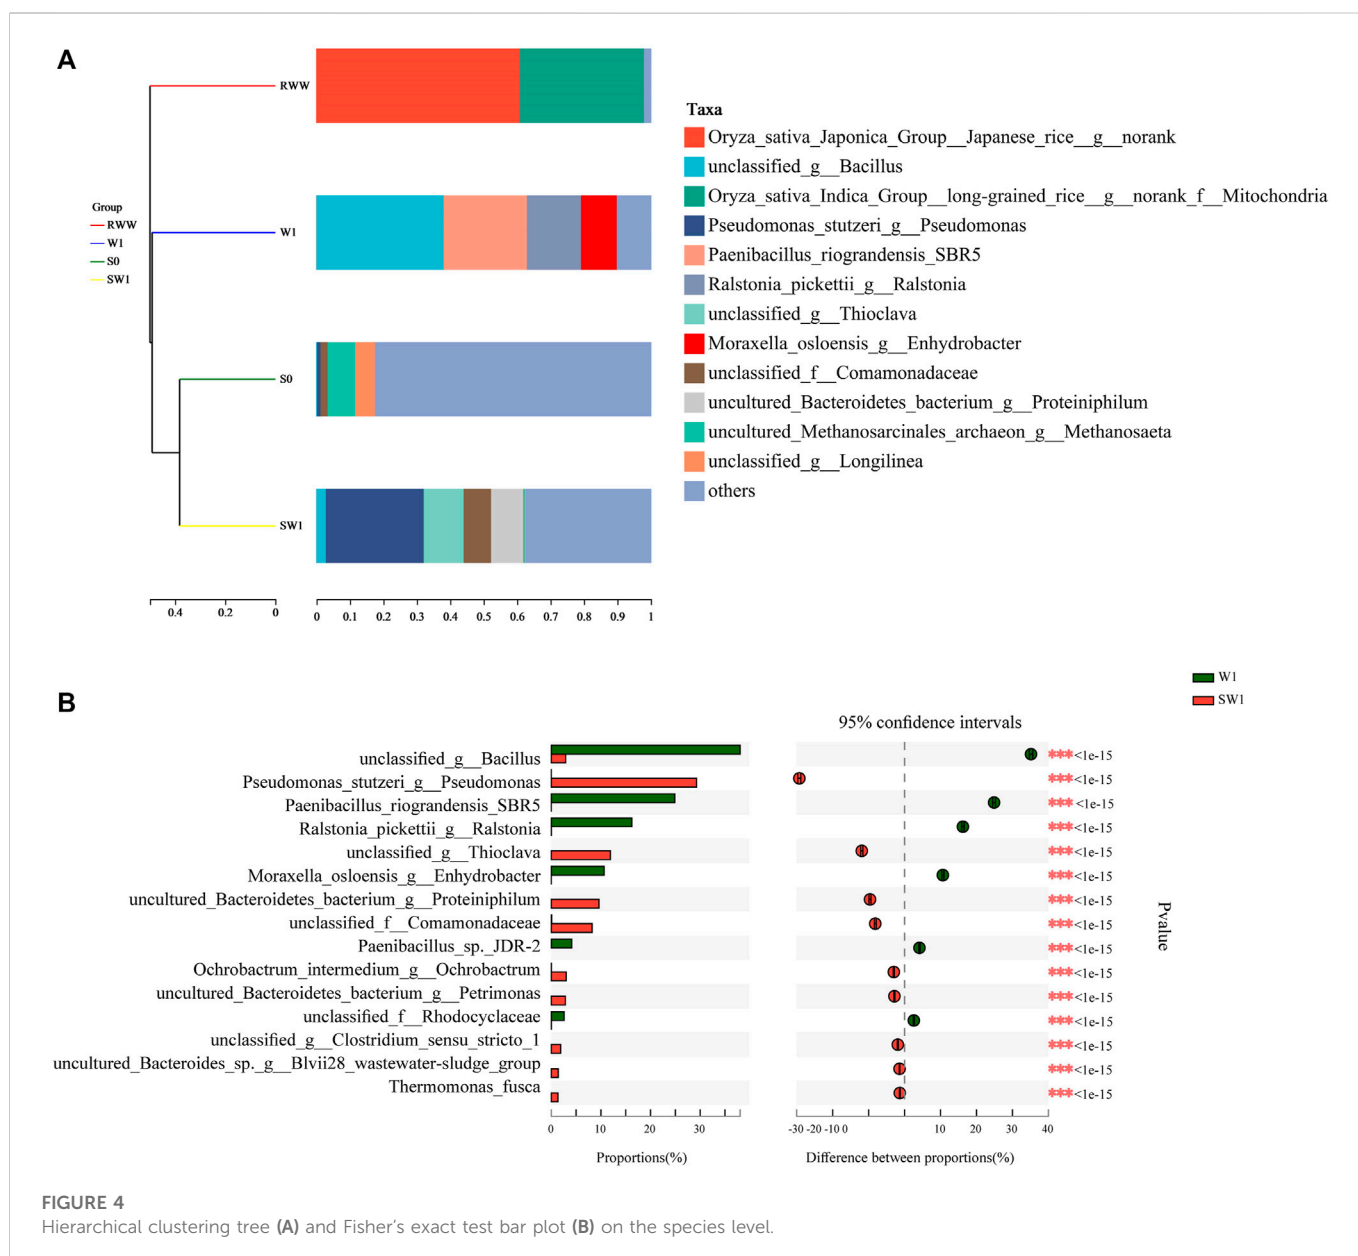 A
RWW
W1
S0
SW1
Group
RWW
W1
S0
SW1
0.4 0.2 0
0 0.1 0.2 0.3 0.4 0.5 0.6 0.7 0.8 0.9 1
Taxa
Oryza_sativa_Japonica_Group__Japanese_rice__g__norank
unclassified_g__Bacillus
Oryza_sativa_Indica_Group__long-grained_rice__g__norank_f__Mitochondria
Pseudomonas_stutzeri_g__Pseudomonas
Paenibacillus_riograndensis_SBR5
Ralstonia_pickettii_g__Ralstonia
unclassified_g__Thioclava
Moraxella_osloensis_g__Enhydrobacter
unclassified_f__Comamonadaceae
uncultured_Bacteroidetes_bacterium_g__Proteiniphilum
uncultured_Methanosarcinales_archaeon_g__Methanosaeta
unclassified_g__Longilinea
others
B
W1
SW1
95% confidence intervals
unclassified_g__Bacillus ***<1e-15
Pseudomonas_stutzeri_g__Pseudomonas ***<1e-15
Paenibacillus_riograndensis_SBR5 ***<1e-15
Ralstonia_pickettii_g__Ralstonia ***<1e-15
unclassified_g__Thioclava ***<1e-15
Moraxella_osloensis_g__Enhydrobacter ***<1e-15
uncultured_Bacteroidetes_bacterium_g__Proteiniphilum ***<1e-15
unclassified_f__Comamonadaceae ***<1e-15
Paenibacillus_sp._JDR-2 ***<1e-15
Ochrobactrum_intermedium_g__Ochrobactrum ***<1e-15
uncultured_Bacteroidetes_bacterium_g__Petrimonas ***<1e-15
unclassified_f__Rhodocyclaceae ***<1e-15
unclassified_g__Clostridium_sensu_stricto_1 ***<1e-15
uncultured_Bacteroides_sp._g__Blvii28_wastewater-sludge_group ***<1e-15
Thermomonas_fusca ***<1e-15
Pvalue
0 10 20 30
-30 -20 -10 0 10 20 30 40
Proportions(%)
Difference between proportions(%)
FIGURE 4
Hierarchical clustering tree (A) and Fisher's exact test bar plot (B) on the species level.